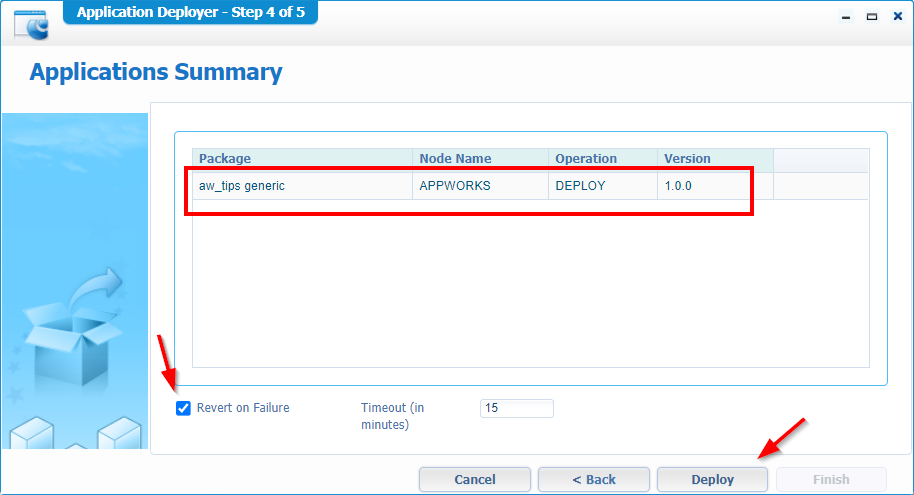 Application Deployer - Step 4 of 5
Applications Summary
Package Node Name Operation Version
aw_tips generic APPWORKS DEPLOY 1.0.0
Revert on Failure Timeout (in minutes) 15
Cancel < Back Deploy Finish